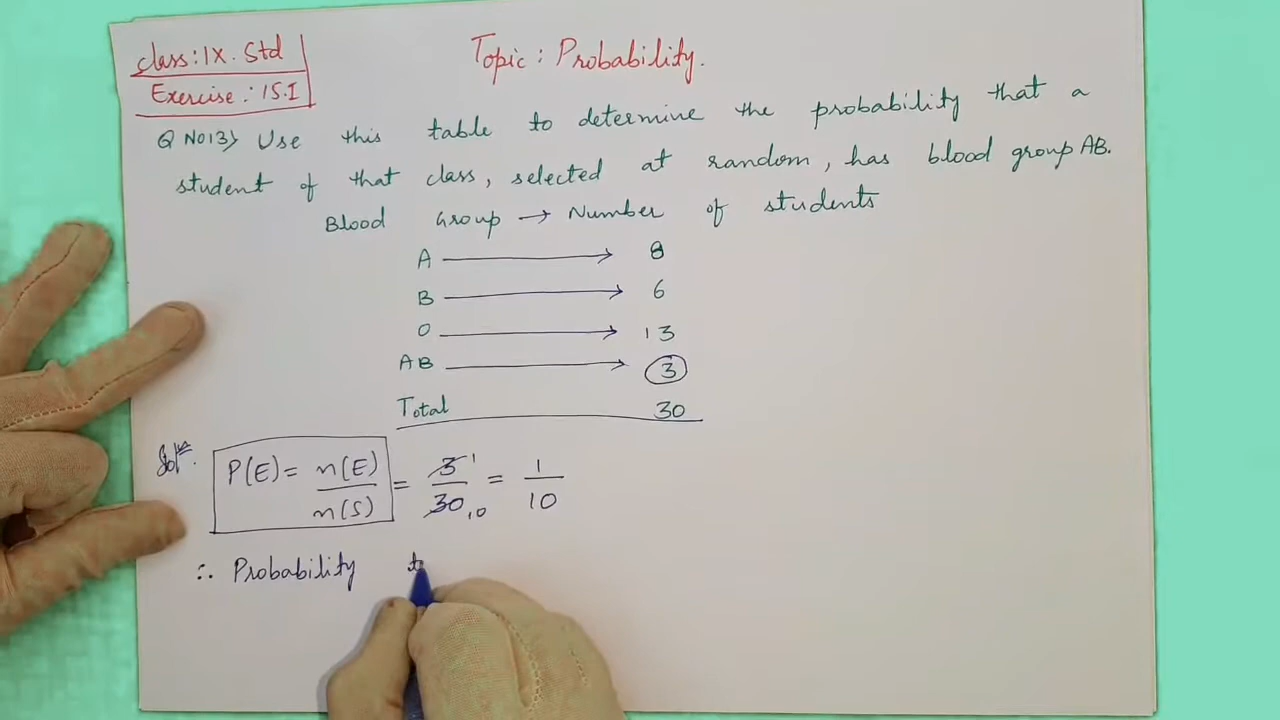 class: IX. Std
Exercise: 15.I
Topic: Probability.
Q NO13) Use this table to determine the probability that a
student of that class, selected at random, has blood group AB.
Blood Group → Number of students
A → 8
B → 6
O → 13
AB → 3
Total 30
Sol.
P(E) = n(E)/n(S) = 3 1/30 10 = 1/10
∴ Probability t